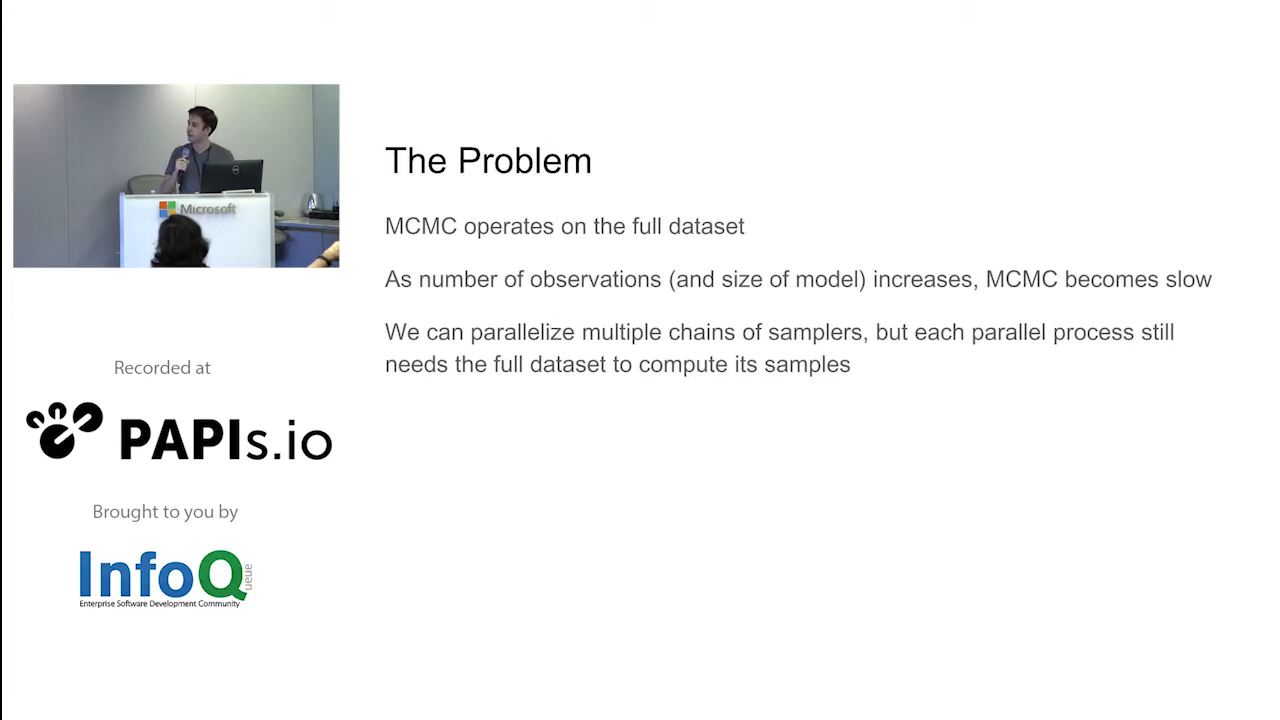 Microsoft
Recorded at
PAPIs.io
Brought to you by
InfoQ
ueue
Enterprise Software Development Community
The Problem
MCMC operates on the full dataset
As number of observations (and size of model) increases, MCMC becomes slow
We can parallelize multiple chains of samplers, but each parallel process still
needs the full dataset to compute its samples